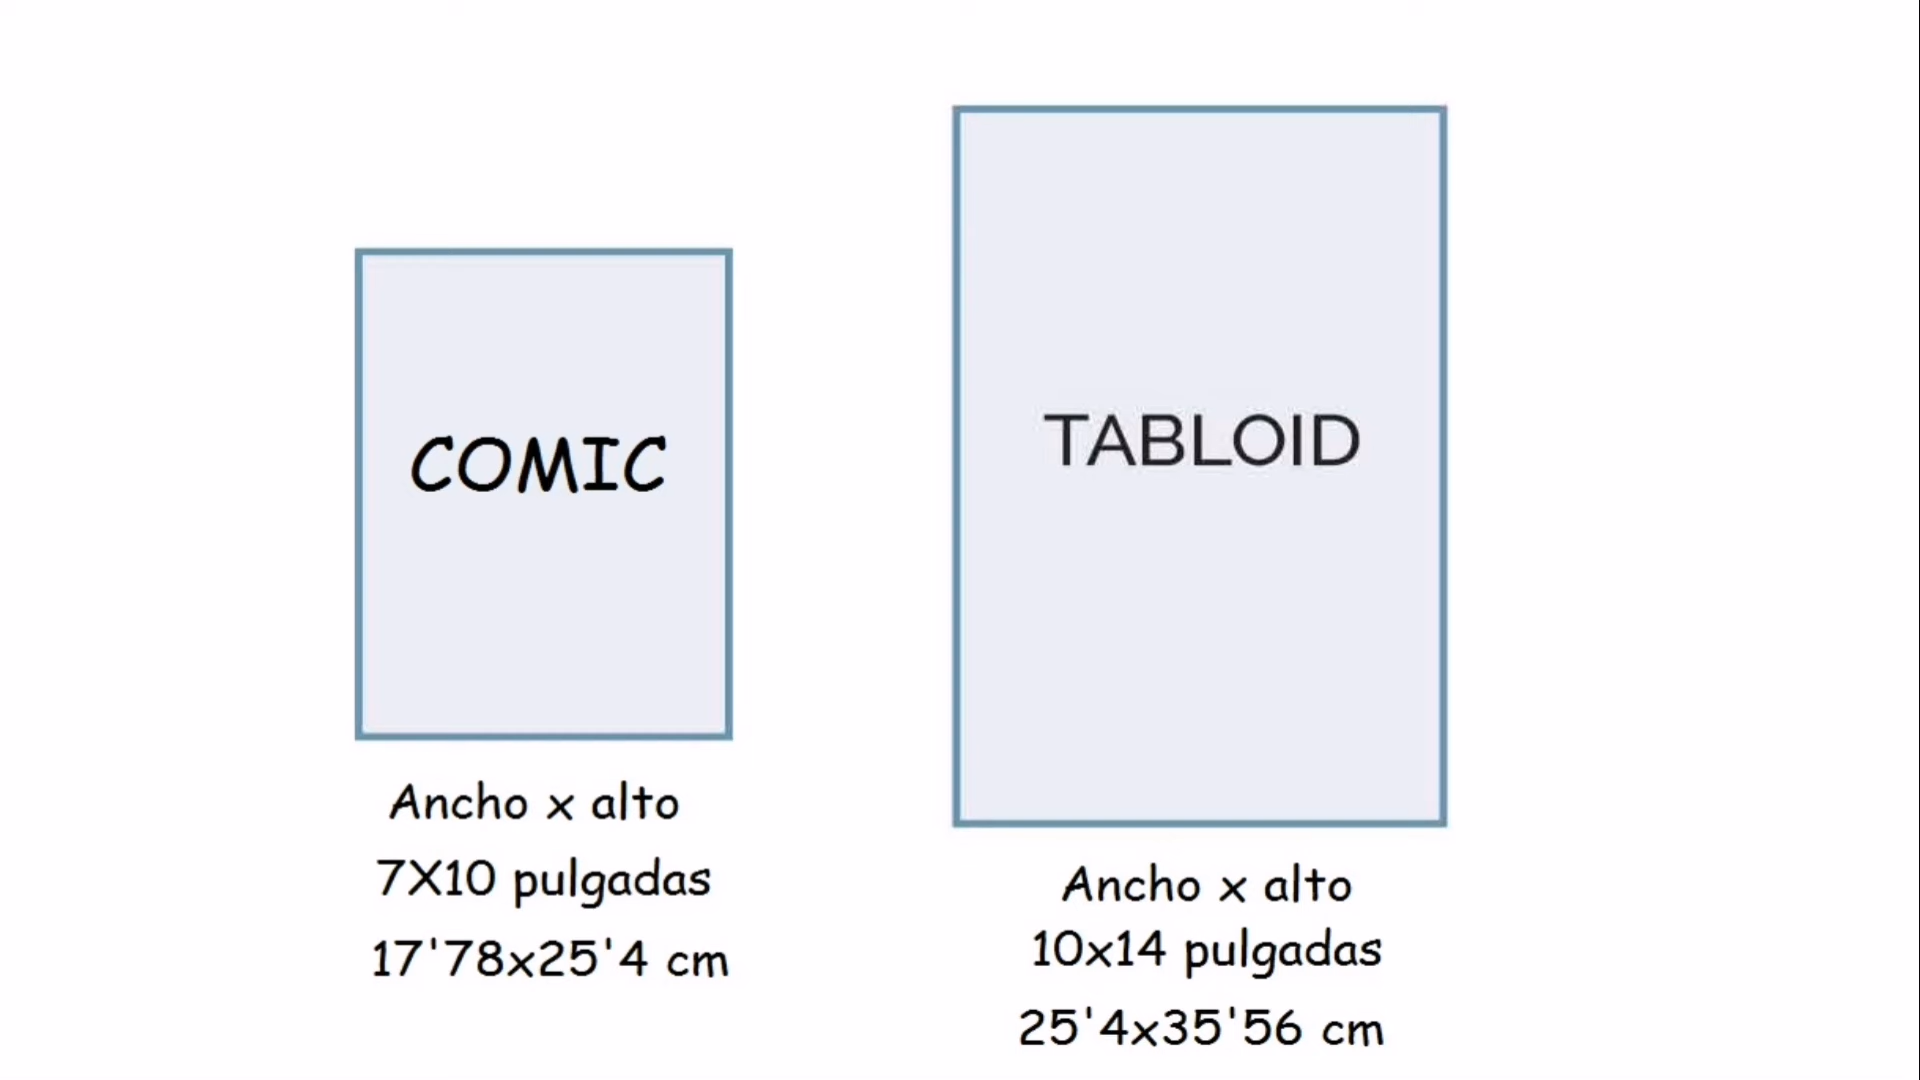 COMIC
Ancho x alto
7X10 pulgadas
17'78x25'4 cm
TABLOID
Ancho x alto
10x14 pulgadas
25'4x35'56 cm